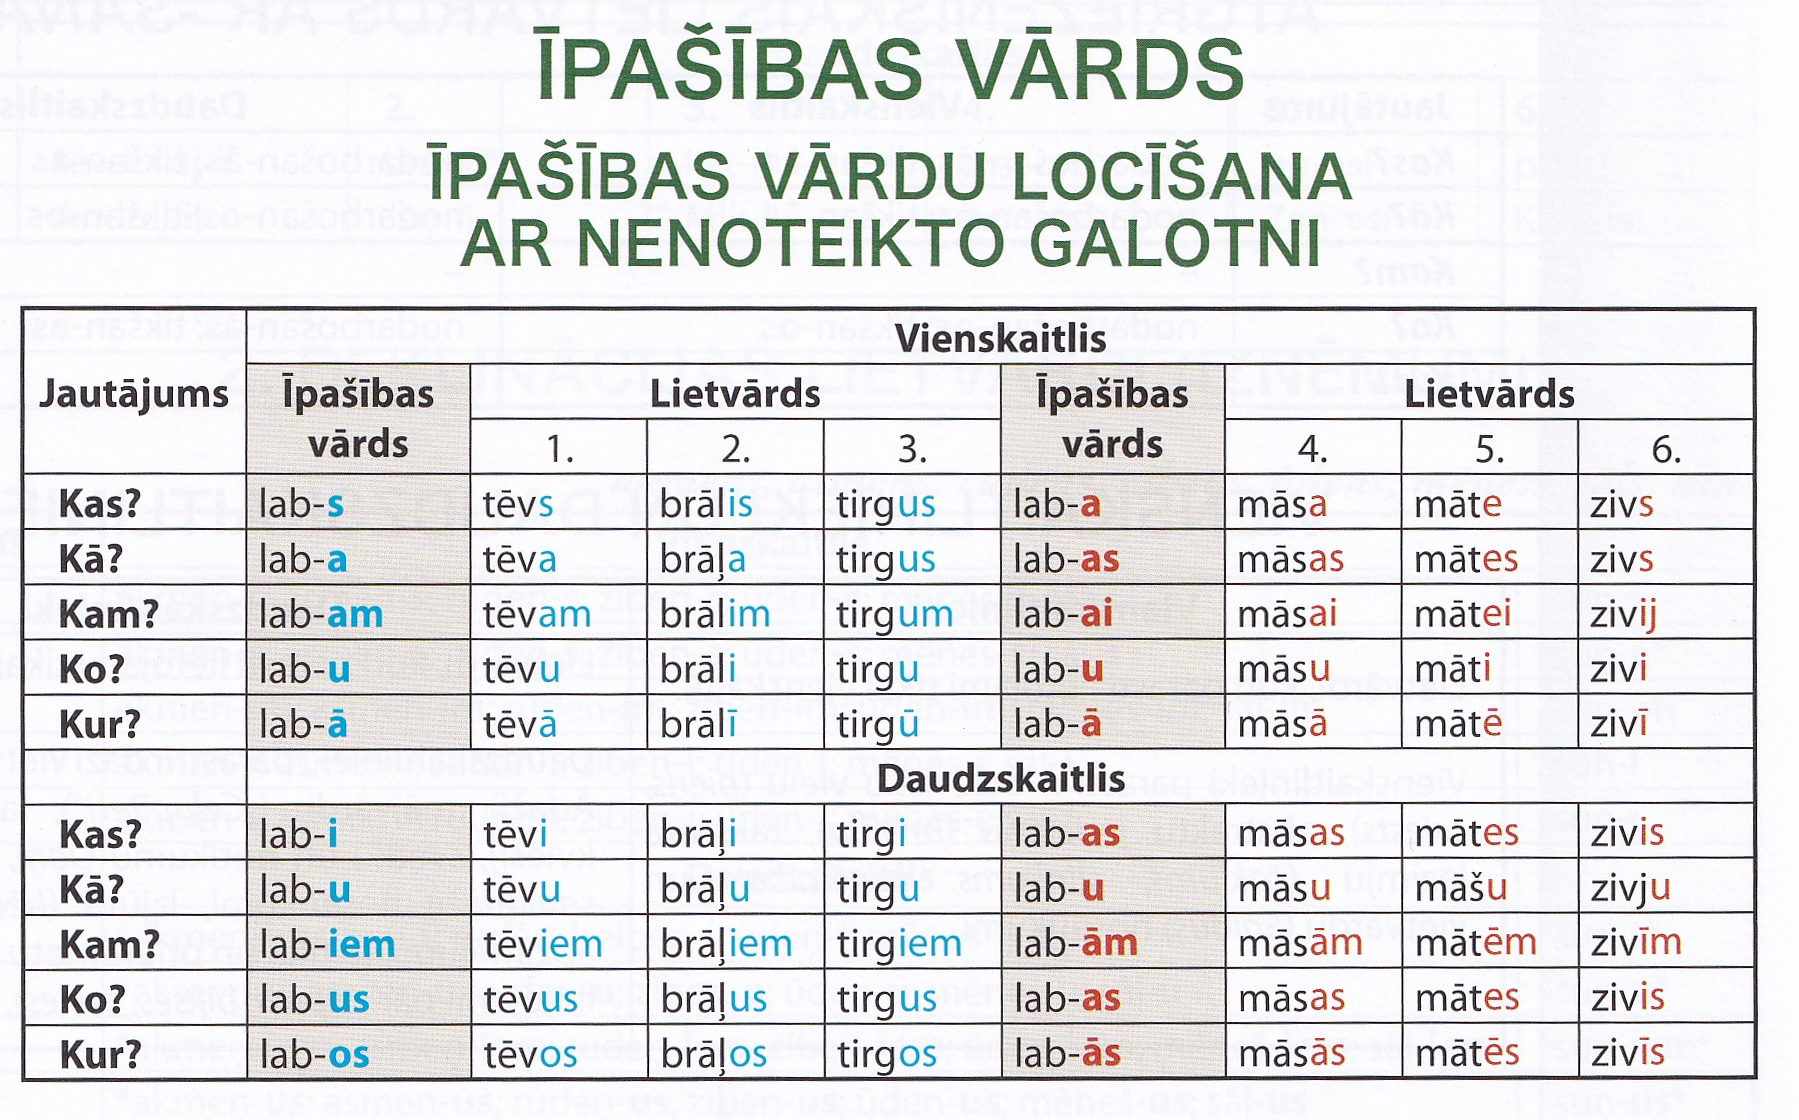 ĪPAŠĪBAS VĀRDS
ĪPAŠĪBAS VĀRDU LOCĪŠANA
AR NENOTEIKTO GALOTNI
Jautājums Vienskaitlis
Īpašības vārds Lietvārds Īpašības vārds Lietvārds
1. 2. 3. 4. 5. 6.
Kas? lab-s tēvs brālis tirgus lab-a māsa māte zivs
Kā? lab-a tēva brāļa tirgus lab-as māsas mātes zivs
Kam? lab-am tēvam brālim tirgum lab-ai māsai mātei zivij
Ko? lab-u tēvu brāli tirgu lab-u māsu māti zivi
Kur? lab-ā tēvā brālī tirgū lab-ā māsā mātē zivī
Daudzskaitlis
Kas? lab-i tēvi brāļi tirgi lab-as māsas mātes zivis
Kā? lab-u tēvu brāļu tirgu lab-u māsu māšu zivju
Kam? lab-iem tēviem brāļiem tirgiem lab-ām māsām mātēm zivīm
Ko? lab-us tēvus brāļus tirgus lab-as māsas mātes zivis
Kur? lab-os tēvos brāļos tirgos lab-ās māsās mātēs zivīs